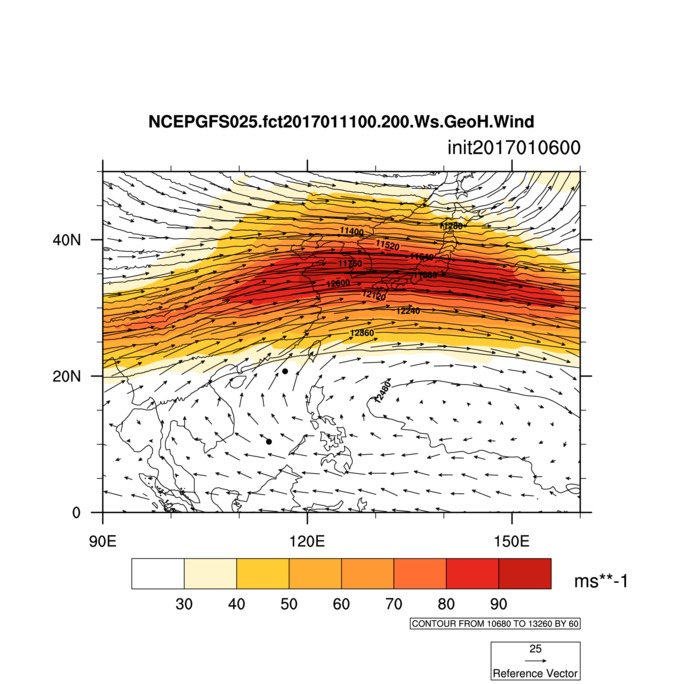 NCEPGFS025.fct2017011100.200.Ws.GeoH.Wind
init2017010600
11280
11400
11520
40N
11640
11760
11880
12000
12120
12240
12360
20N
12480
0
90E 120E 150E
ms**-1
30 40 50 60 70 80 90
CONTOUR FROM 10680 TO 13260 BY 60
25
Reference Vector